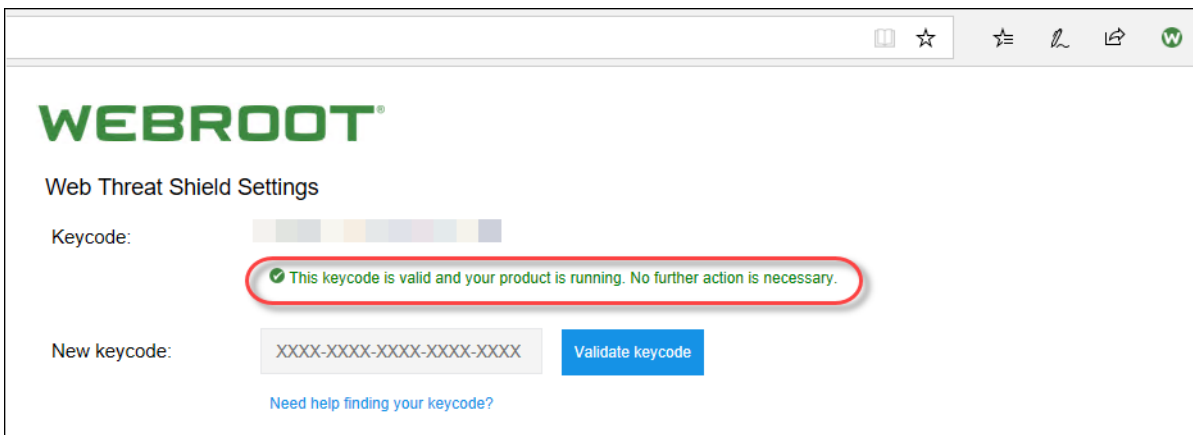 WEBROOT®
Web Threat Shield Settings
Keycode:
This keycode is valid and your product is running. No further action is necessary.
New keycode: XXXX-XXXX-XXXX-XXXX-XXXX Validate keycode
Need help finding your keycode?